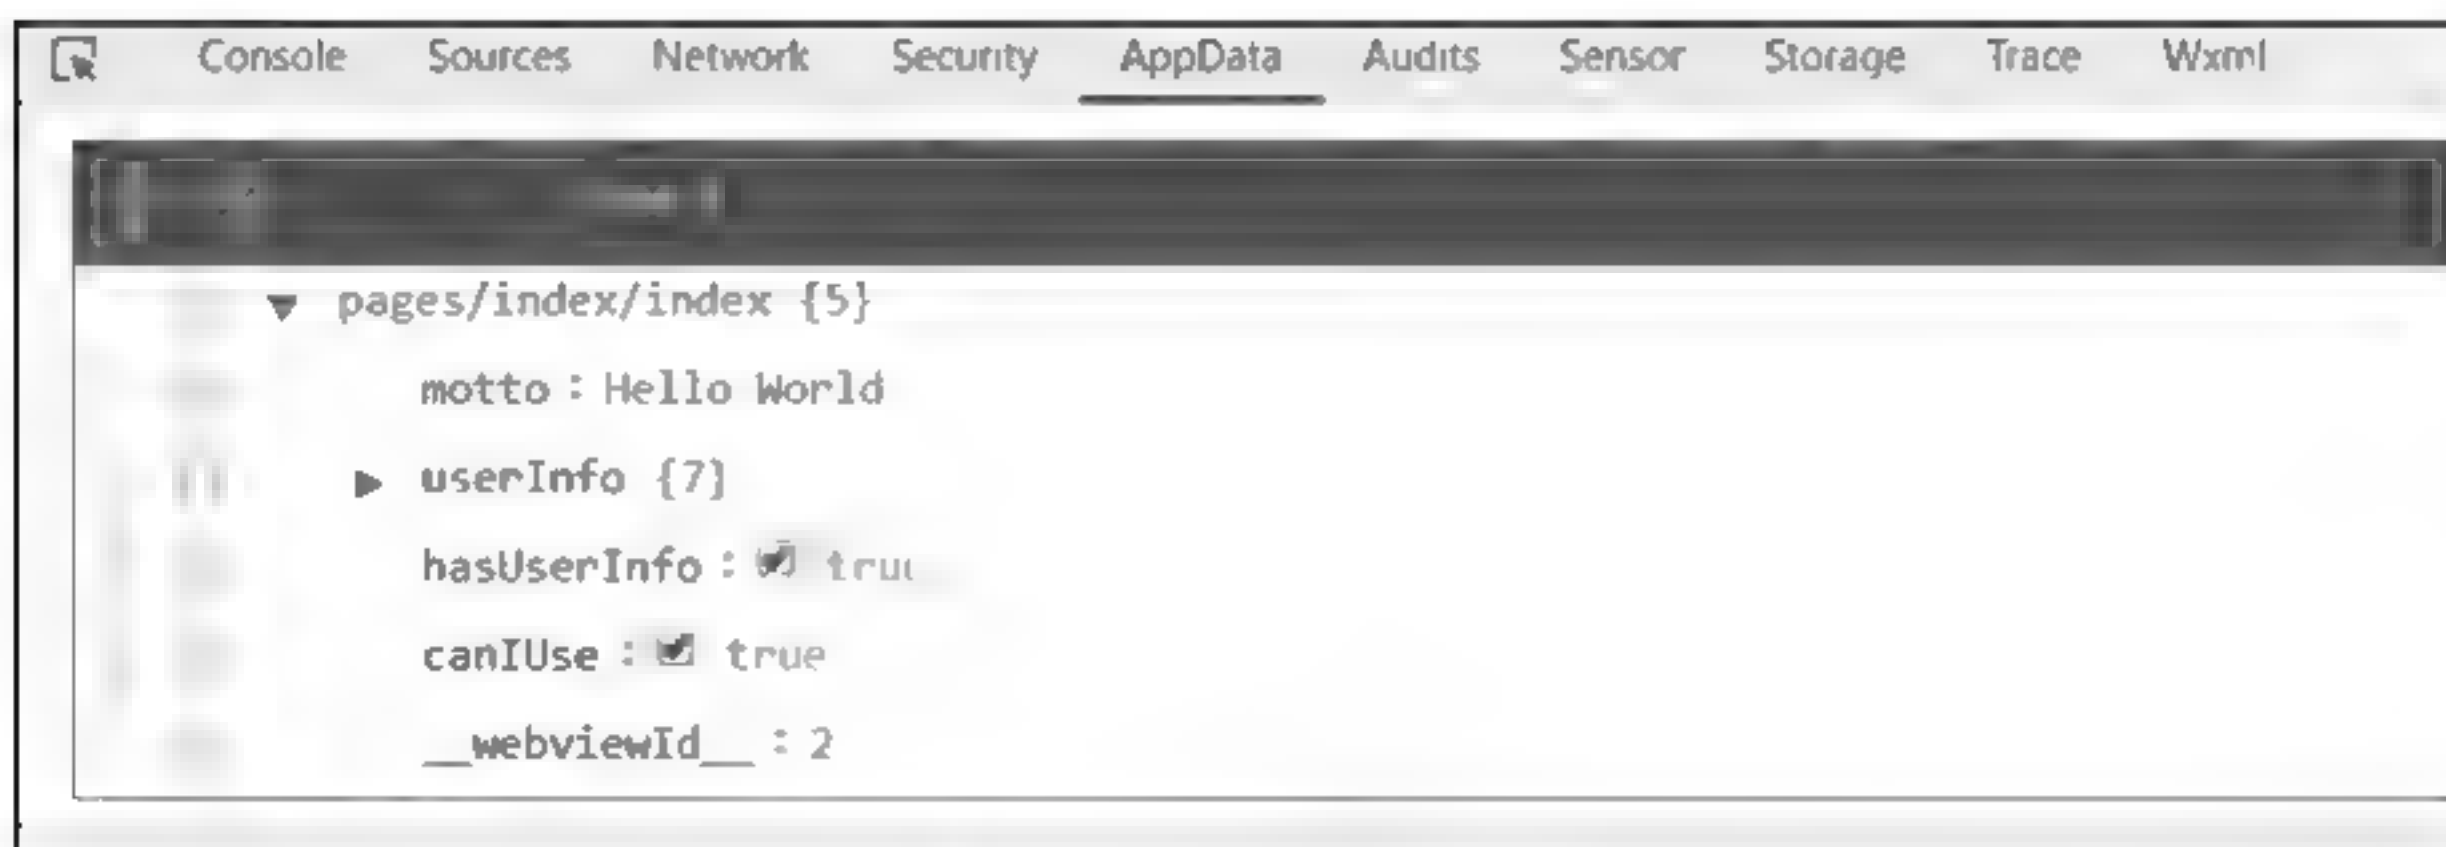 Console Sources Network Security AppData Audits Sensor Storage Trace Wxml
pages/index/index {5}
motto : Hello World
userInfo {7}
hasUserInfo : true
canIUse : true
__webviewId__ : 2